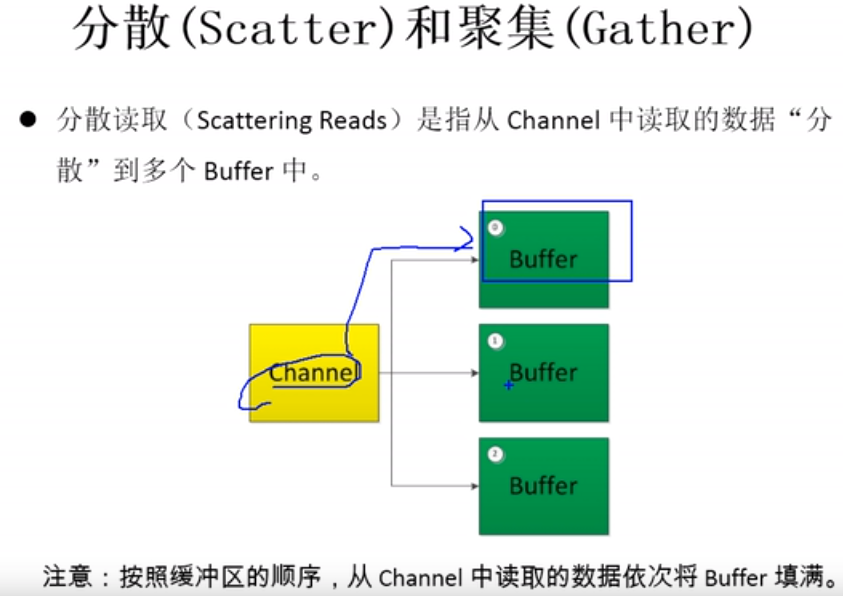 分散(Scatter)和聚集(Gather)
● 分散读取（Scattering Reads）是指从 Channel 中读取的数据“分
散”到多个 Buffer 中。
0
Buffer
Channel
1
Buffer
2
Buffer
注意：按照缓冲区的顺序，从 Channel 中读取的数据依次将 Buffer 填满。